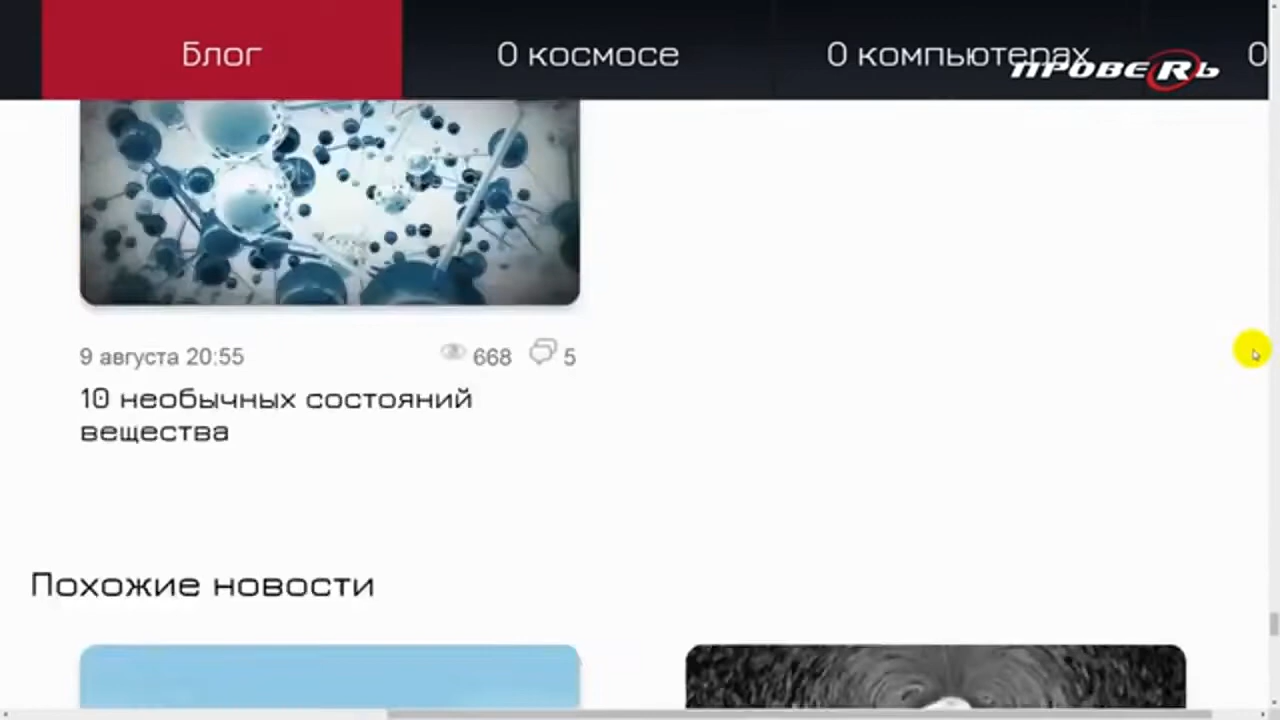 Блог
О космосе
О компьютерах
О
ПРОВЕRЬ
9 августа 20:55
668
5
10 необычных состояний
вещества
Похожие новости